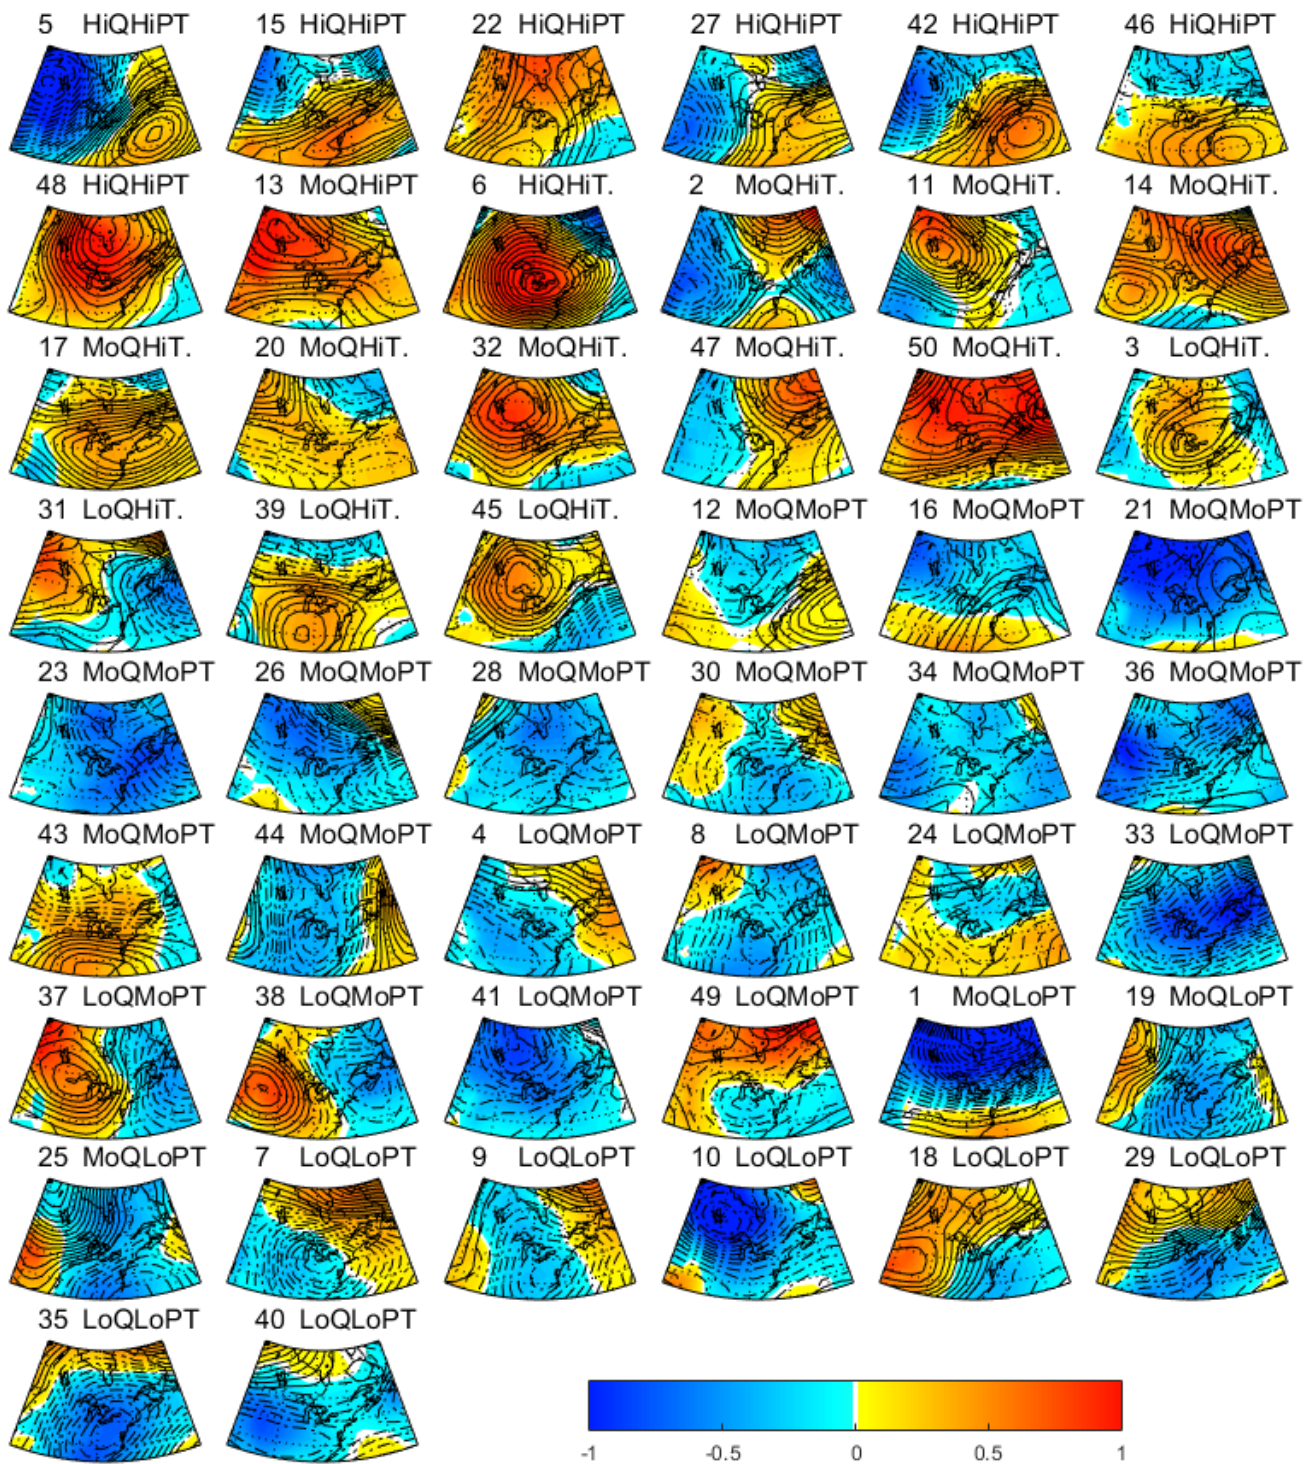 5 HiQHiPT 15 HiQHiPT 22 HiQHiPT 27 HiQHiPT 42 HiQHiPT 46 HiQHiPT
48 HiQHiPT 13 MoQHiPT 6 HiQHiT. 2 MoQHiT. 11 MoQHiT. 14 MoQHiT.
17 MoQHiT. 20 MoQHiT. 32 MoQHiT. 47 MoQHiT. 50 MoQHiT. 3 LoQHiT.
31 LoQHiT. 39 LoQHiT. 45 LoQHiT. 12 MoQMoPT 16 MoQMoPT 21 MoQMoPT
23 MoQMoPT 26 MoQMoPT 28 MoQMoPT 30 MoQMoPT 34 MoQMoPT 36 MoQMoPT
43 MoQMoPT 44 MoQMoPT 4 LoQMoPT 8 LoQMoPT 24 LoQMoPT 33 LoQMoPT
37 LoQMoPT 38 LoQMoPT 41 LoQMoPT 49 LoQMoPT 1 MoQLoPT 19 MoQLoPT
25 MoQLoPT 7 LoQLoPT 9 LoQLoPT 10 LoQLoPT 18 LoQLoPT 29 LoQLoPT
35 LoQLoPT 40 LoQLoPT
-1 -0.5 0 0.5 1